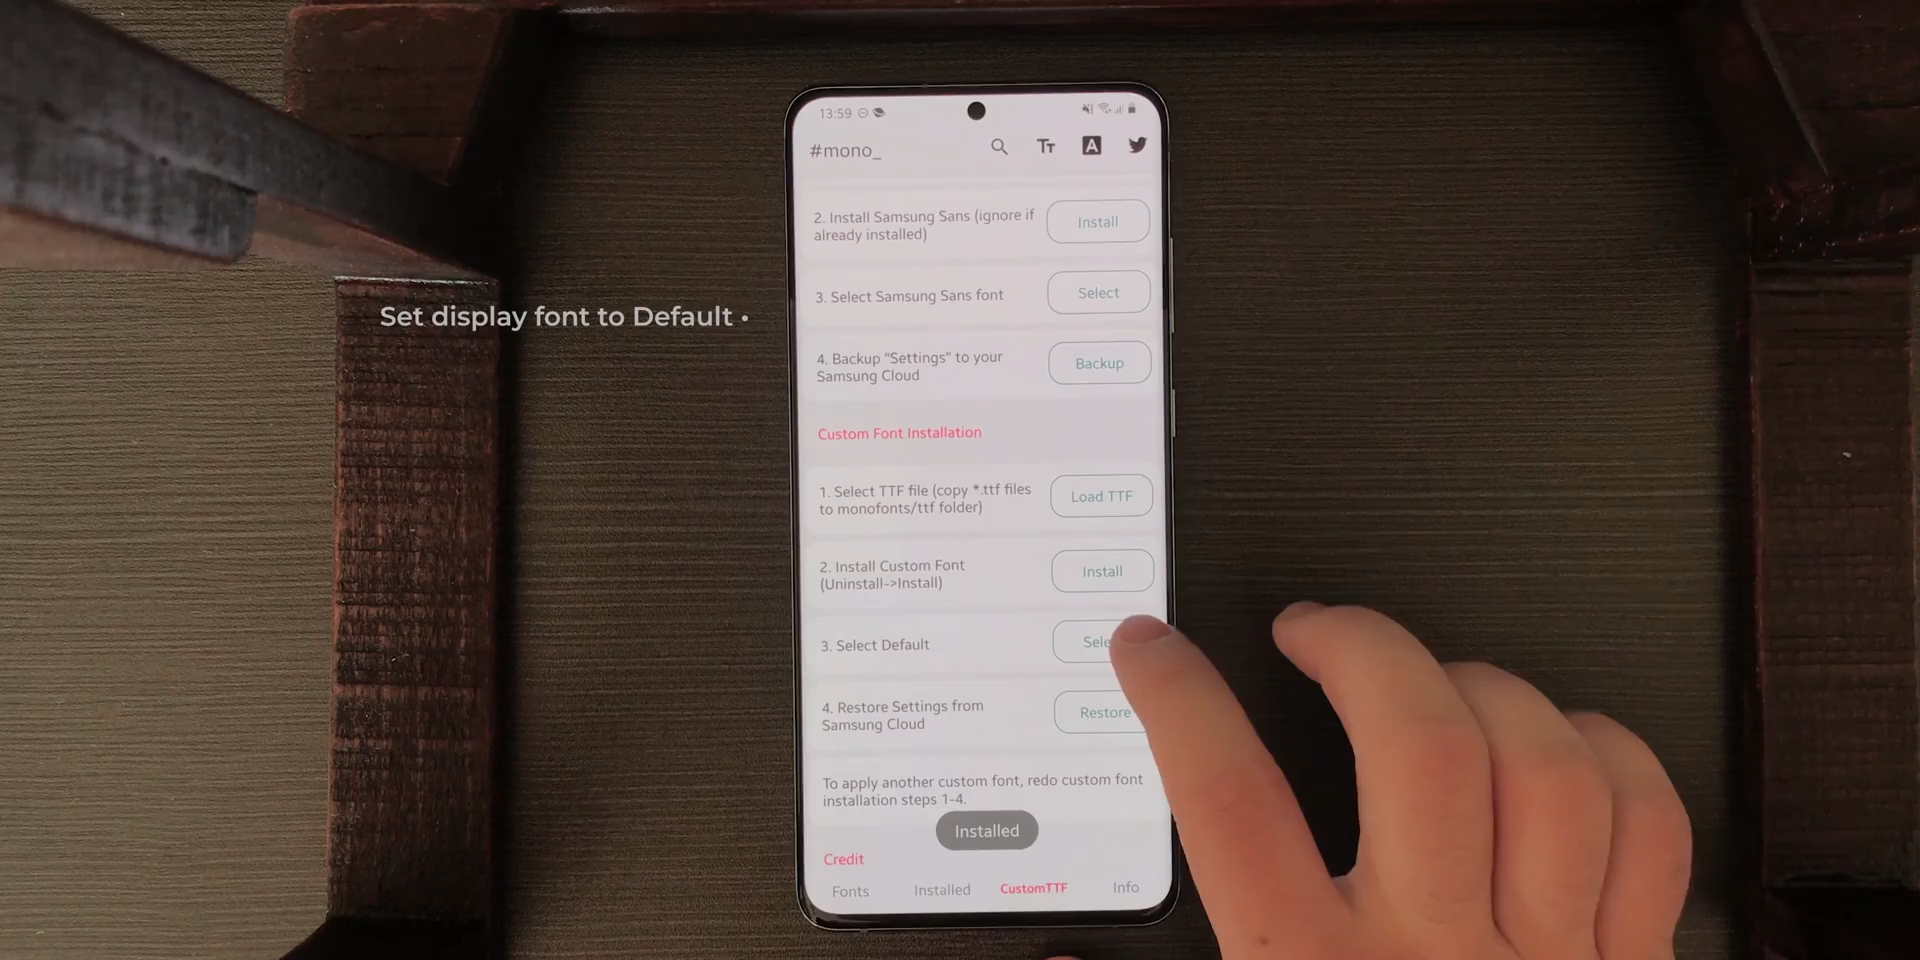 13:59
#mono_
Tt
A
2. Install Samsung Sans (ignore if
already installed)
Install
Set display font to Default •
3. Select Samsung Sans font
Select
4. Backup "Settings" to your
Samsung Cloud
Backup
Custom Font Installation
1. Select TTF file (copy *.ttf files
to monofonts/ttf folder)
Load TTF
2. Install Custom Font
(Uninstall->Install)
Install
3. Select Default
Sele
4. Restore Settings from
Samsung Cloud
Restore
To apply another custom font, redo custom font
installation steps 1-4.
Installed
Credit
Fonts
Installed
CustomTTF
Info